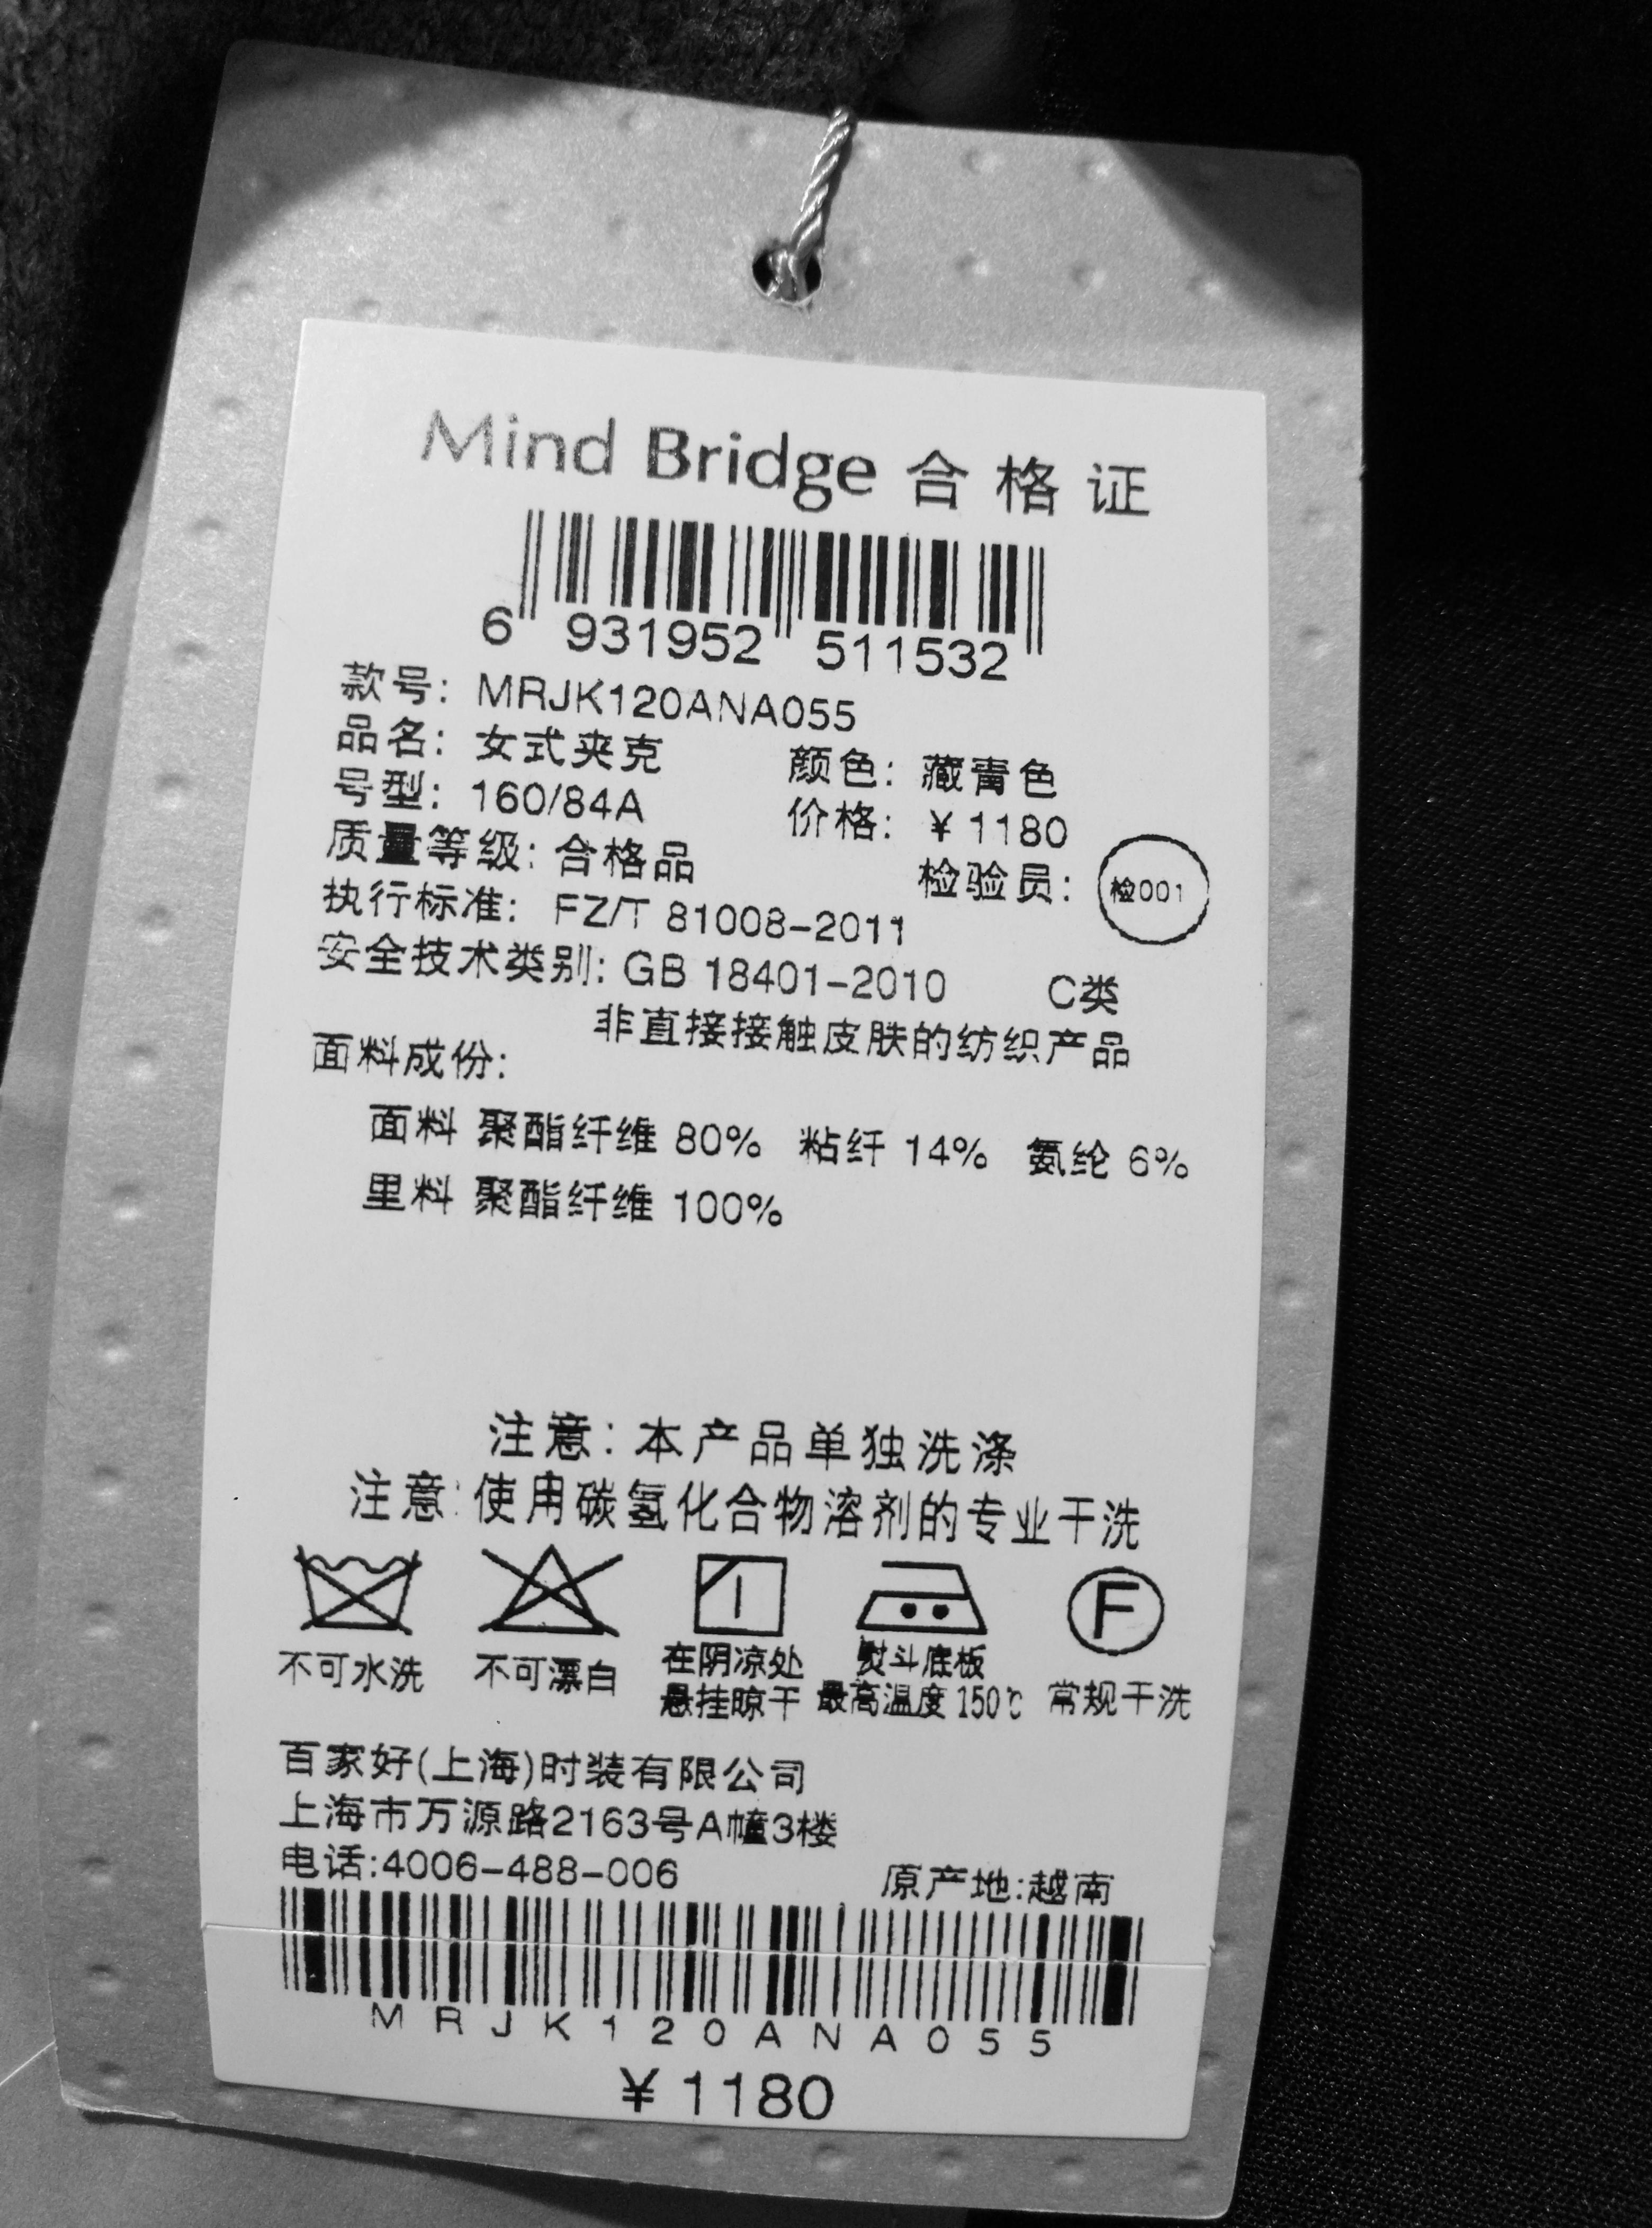 Mind Bridge 合格证
6 931952 511532
款号: MRJK120ANA055
品名: 女式夹克 颜色: 藏青色
号型: 160/84A 价格: ¥1180
质量等级: 合格品 检验员: 检001
执行标准: FZ/T 81008-2011
安全技术类别: GB 18401-2010 C类
非直接接触皮肤的纺织产品
面料成份:
面料 聚酯纤维 80% 粘纤 14% 氨纶 6%
里料 聚酯纤维 100%
注意: 本产品单独洗涤
注意: 使用碳氢化合物溶剂的专业干洗
F
不可水洗 不可漂白 在阴凉处悬挂晾干 熨斗底板最高温度150℃ 常规干洗
百家好(上海)时装有限公司
上海市万源路2163号A幢3楼
电话:4006-488-006 原产地:越南
MRJK120ANA055
¥1180